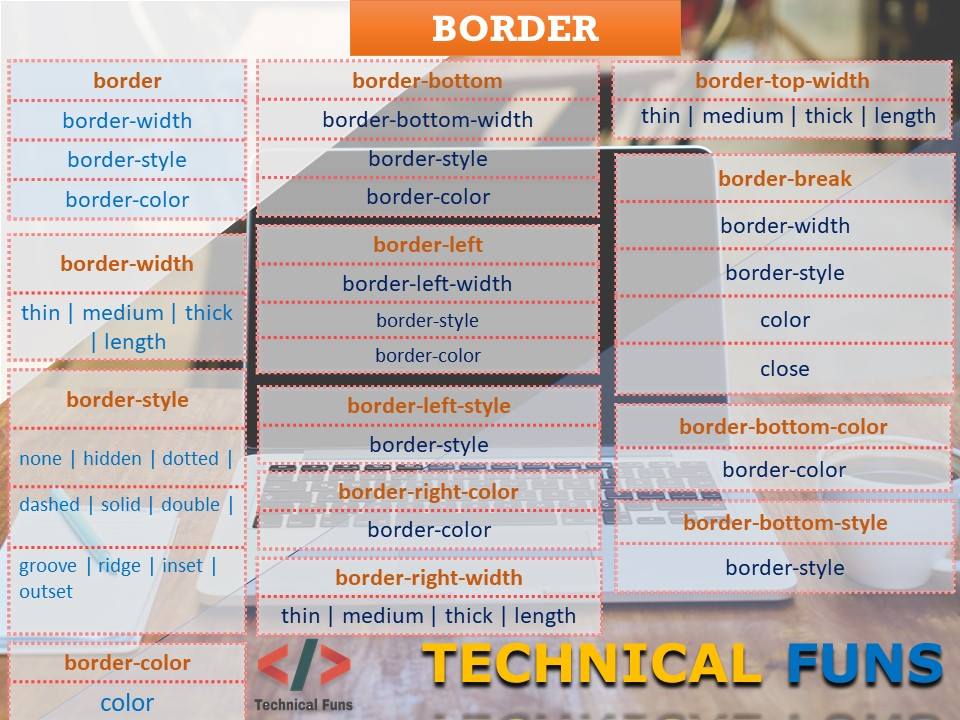 BORDER
border
border-width
border-style
border-color
border-width
thin | medium | thick
| length
border-style
none | hidden | dotted |
dashed | solid | double |
groove | ridge | inset |
outset
border-color
color
border-bottom
border-bottom-width
border-style
border-color
border-left
border-left-width
border-style
border-color
border-left-style
border-style
border-right-color
border-color
border-right-width
thin | medium | thick | length
border-top-width
thin | medium | thick | length
border-break
border-width
border-style
color
close
border-bottom-color
border-color
border-bottom-style
border-style
</>
Technical Funs
TECHNICAL FUNS